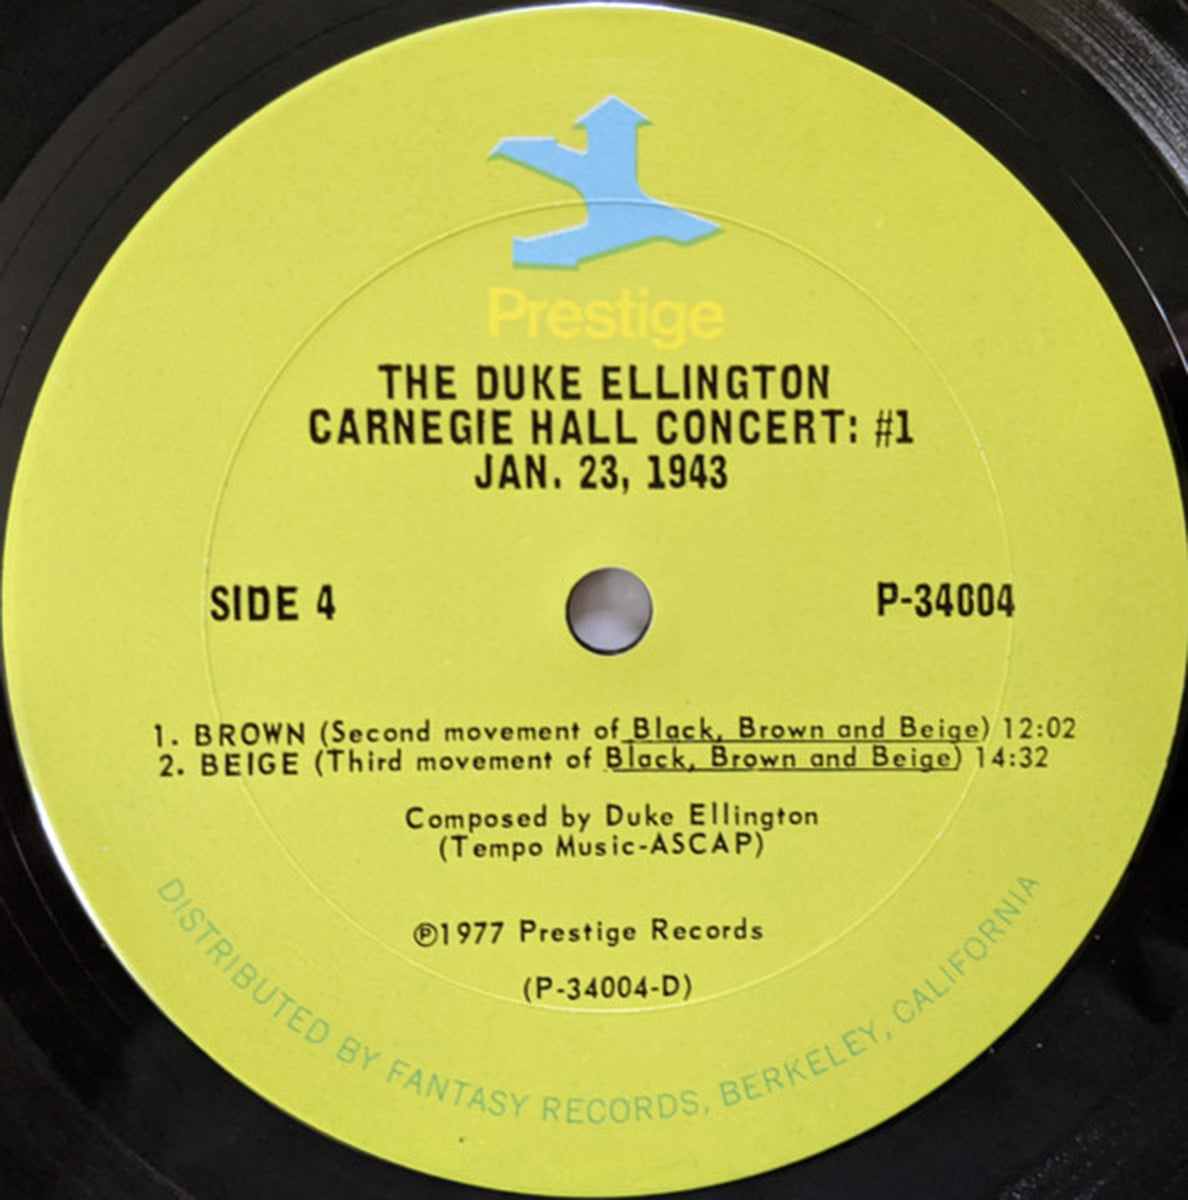 Prestige
THE DUKE ELLINGTON
CARNEGIE HALL CONCERT: #1
JAN. 23, 1943
SIDE 4
P-34004
1. BROWN (Second movement of Black, Brown and Beige) 12:02
2. BEIGE (Third movement of Black, Brown and Beige) 14:32
Composed by Duke Ellington
(Tempo Music-ASCAP)
℗1977 Prestige Records
(P-34004-D)
DISTRIBUTED BY FANTASY RECORDS, BERKELEY, CALIFORNIA